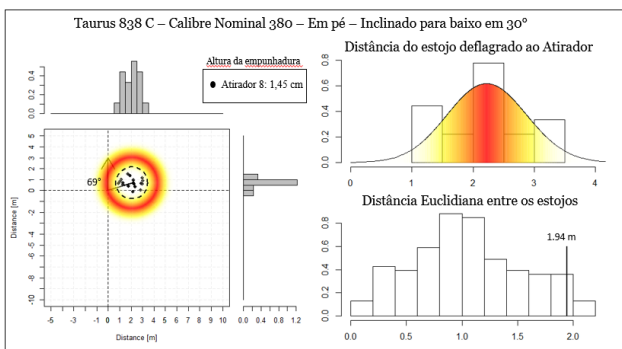 Taurus 838 C – Calibre Nominal 380 – Em pé – Inclinado para baixo em 30°
Altura da empunhadura
Atirador 8: 1,45 cm
0.0 0.2 0.4
Distance [m]
-10 -8 -6 -4 -2 0 1 2 3 4 5
69°
-5 -3 -1 0 1 2 3 4 5 6 7 8 9 10
Distance [m]
0.0 0.4 0.8 1.2
Distância do estojo deflagrado ao Atirador
0.0 0.2 0.4 0.6 0.8
0 1 2 3 4
Distância Euclidiana entre os estojos
1.94 m
0.0 0.2 0.4 0.6 0.8
0.0 0.5 1.0 1.5 2.0